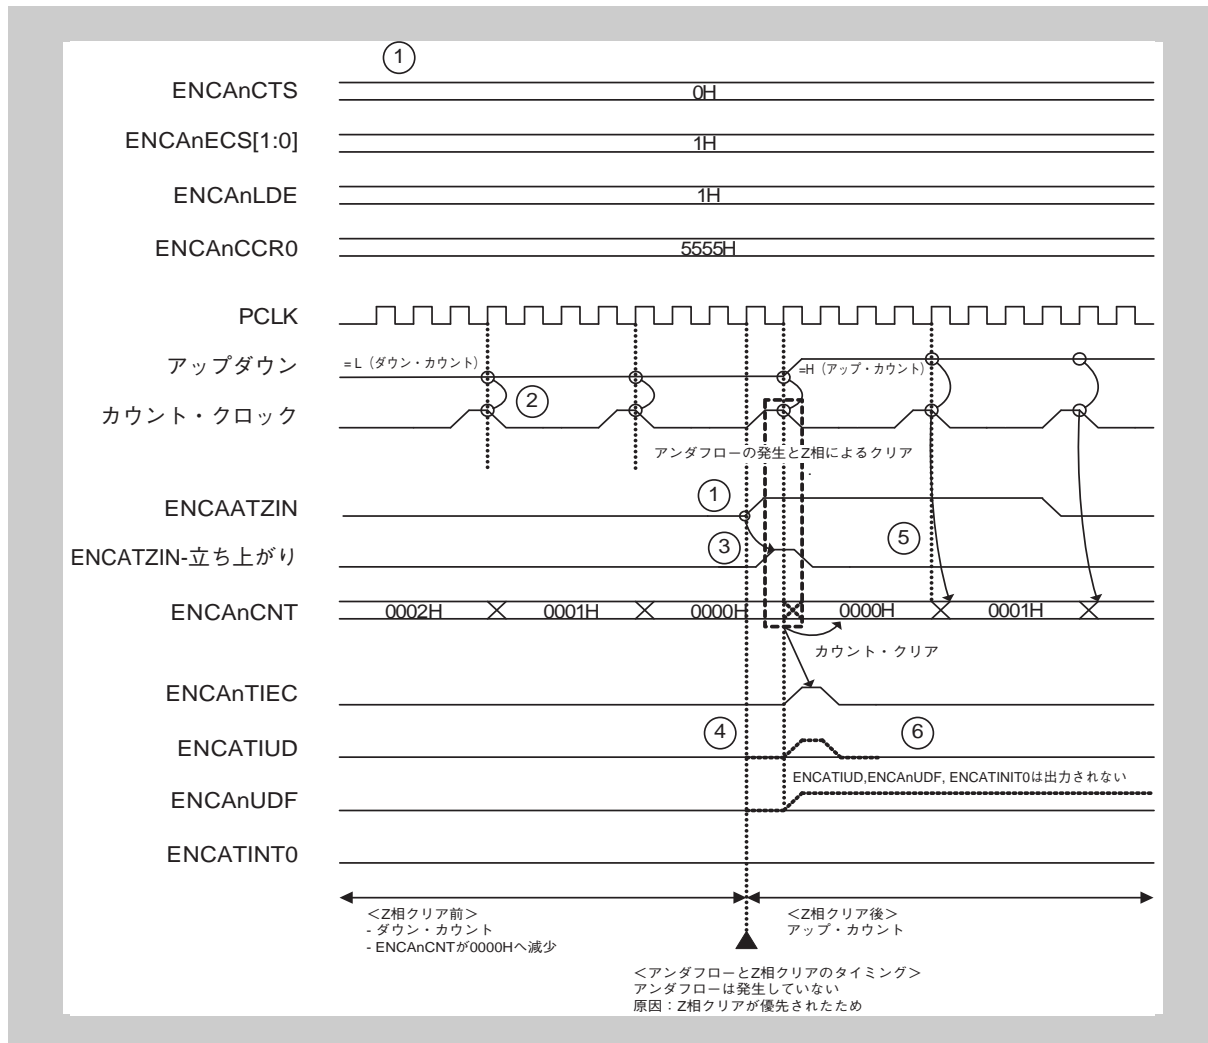 ①
ENCAnCTS
0H
ENCAnECS[1:0]
1H
ENCAnLDE
1H
ENCAnCCR0
5555H
PCLK
アップダウン
=L（ダウン・カウント）
=H（アップ・カウント）
カウント・クロック
②
アンダフローの発生とZ相によるクリア
ENCAATZIN
①
⑤
ENCATZIN-立ち上がり
③
ENCAnCNT
0002H
0001H
0000H
0000H
0001H
カウント・クリア
ENCAnTIEC
④
⑥
ENCATIUD
ENCATIUD,ENCAnUDF, ENCATINIT0は出力されない
ENCAnUDF
ENCATINT0
＜Z相クリア前＞
- ダウン・カウント
- ENCAnCNTが0000Hへ減少
＜Z相クリア後＞
アップ・カウント
＜アンダフローとZ相クリアのタイミング＞
アンダフローは発生していない
原因：Z相クリアが優先されたため